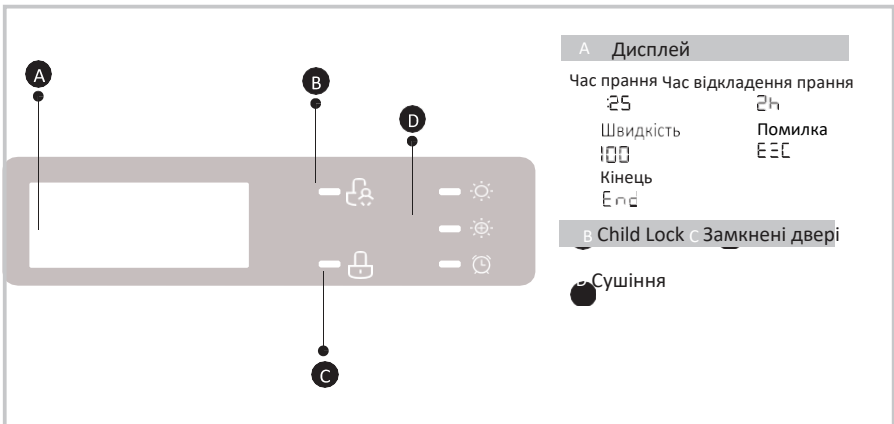 A
B
D
C
A Дисплей
Час прання Час відкладення прання
:25 2h
Швидкість Помилка
100 E3C
Кінець
End
B Child Lock C Замкнені двері
D Сушіння